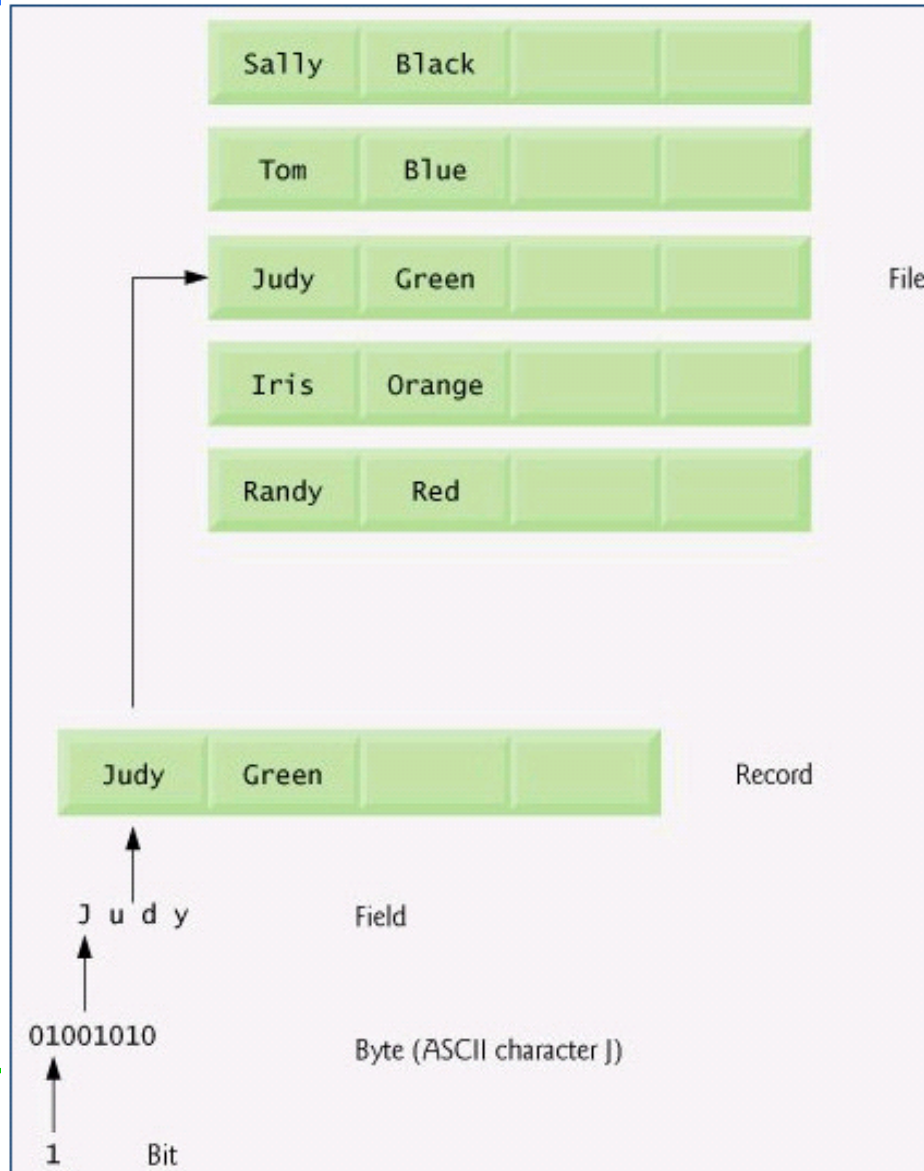 Sally Black
Tom Blue
Judy Green File
Iris Orange
Randy Red
Judy Green Record
J u d y Field
01001010 Byte (ASCII character J)
1 Bit